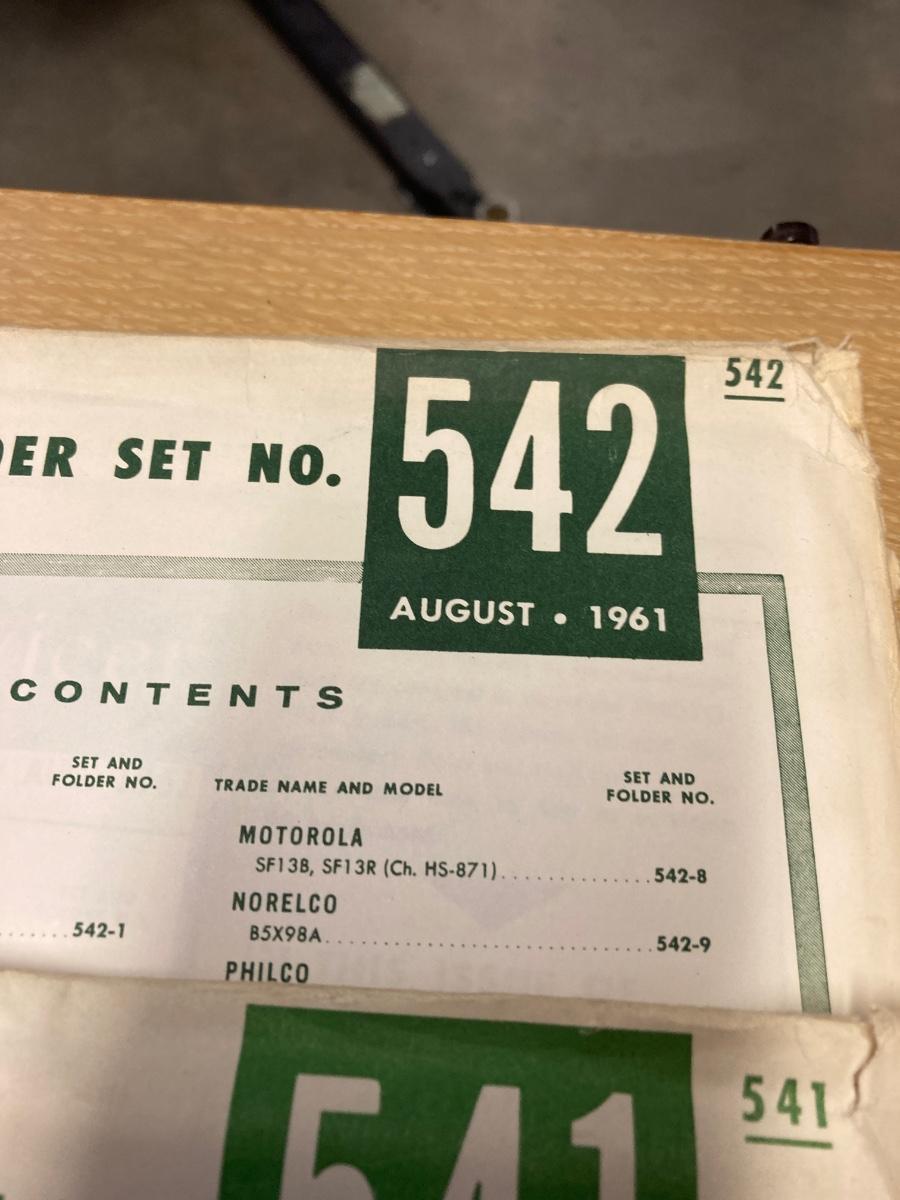 542
DER SET NO. 542
AUGUST • 1961
CONTENTS
SET AND
FOLDER NO.
TRADE NAME AND MODEL
SET AND
FOLDER NO.
MOTOROLA
SF13B, SF13R (Ch. HS-871)....................542-8
NORELCO
.......542-1
B5X98A........................................542-9
PHILCO
541
541